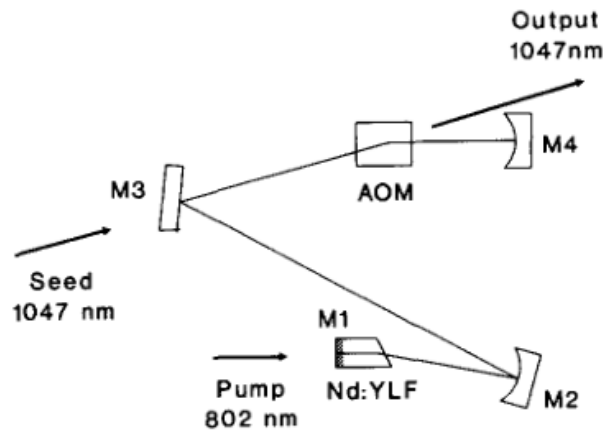 Output
1047nm
M3
M4
AOM
Seed
1047 nm
M1
Pump
802 nm
Nd:YLF
M2